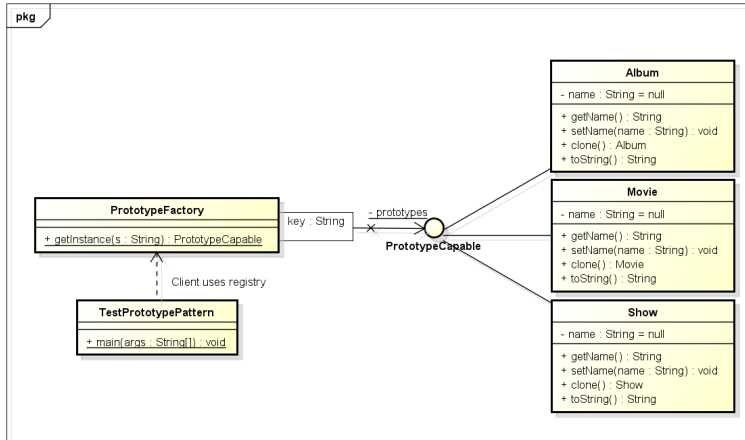 pkg
Album
- name : String = null
+ getName() : String
+ setName(name : String) : void
+ clone() : Album
+ toString() : String
Movie
- name : String = null
+ getName() : String
+ setName(name : String) : void
+ clone() : Movie
+ toString() : String
Show
- name : String = null
+ getName() : String
+ setName(name : String) : void
+ clone() : Show
+ toString() : String
PrototypeFactory
+ getInstance(s : String) : PrototypeCapable
key : String
- prototypes
PrototypeCapable
Client uses registry
TestPrototypePattern
+ main(args : String[]) : void